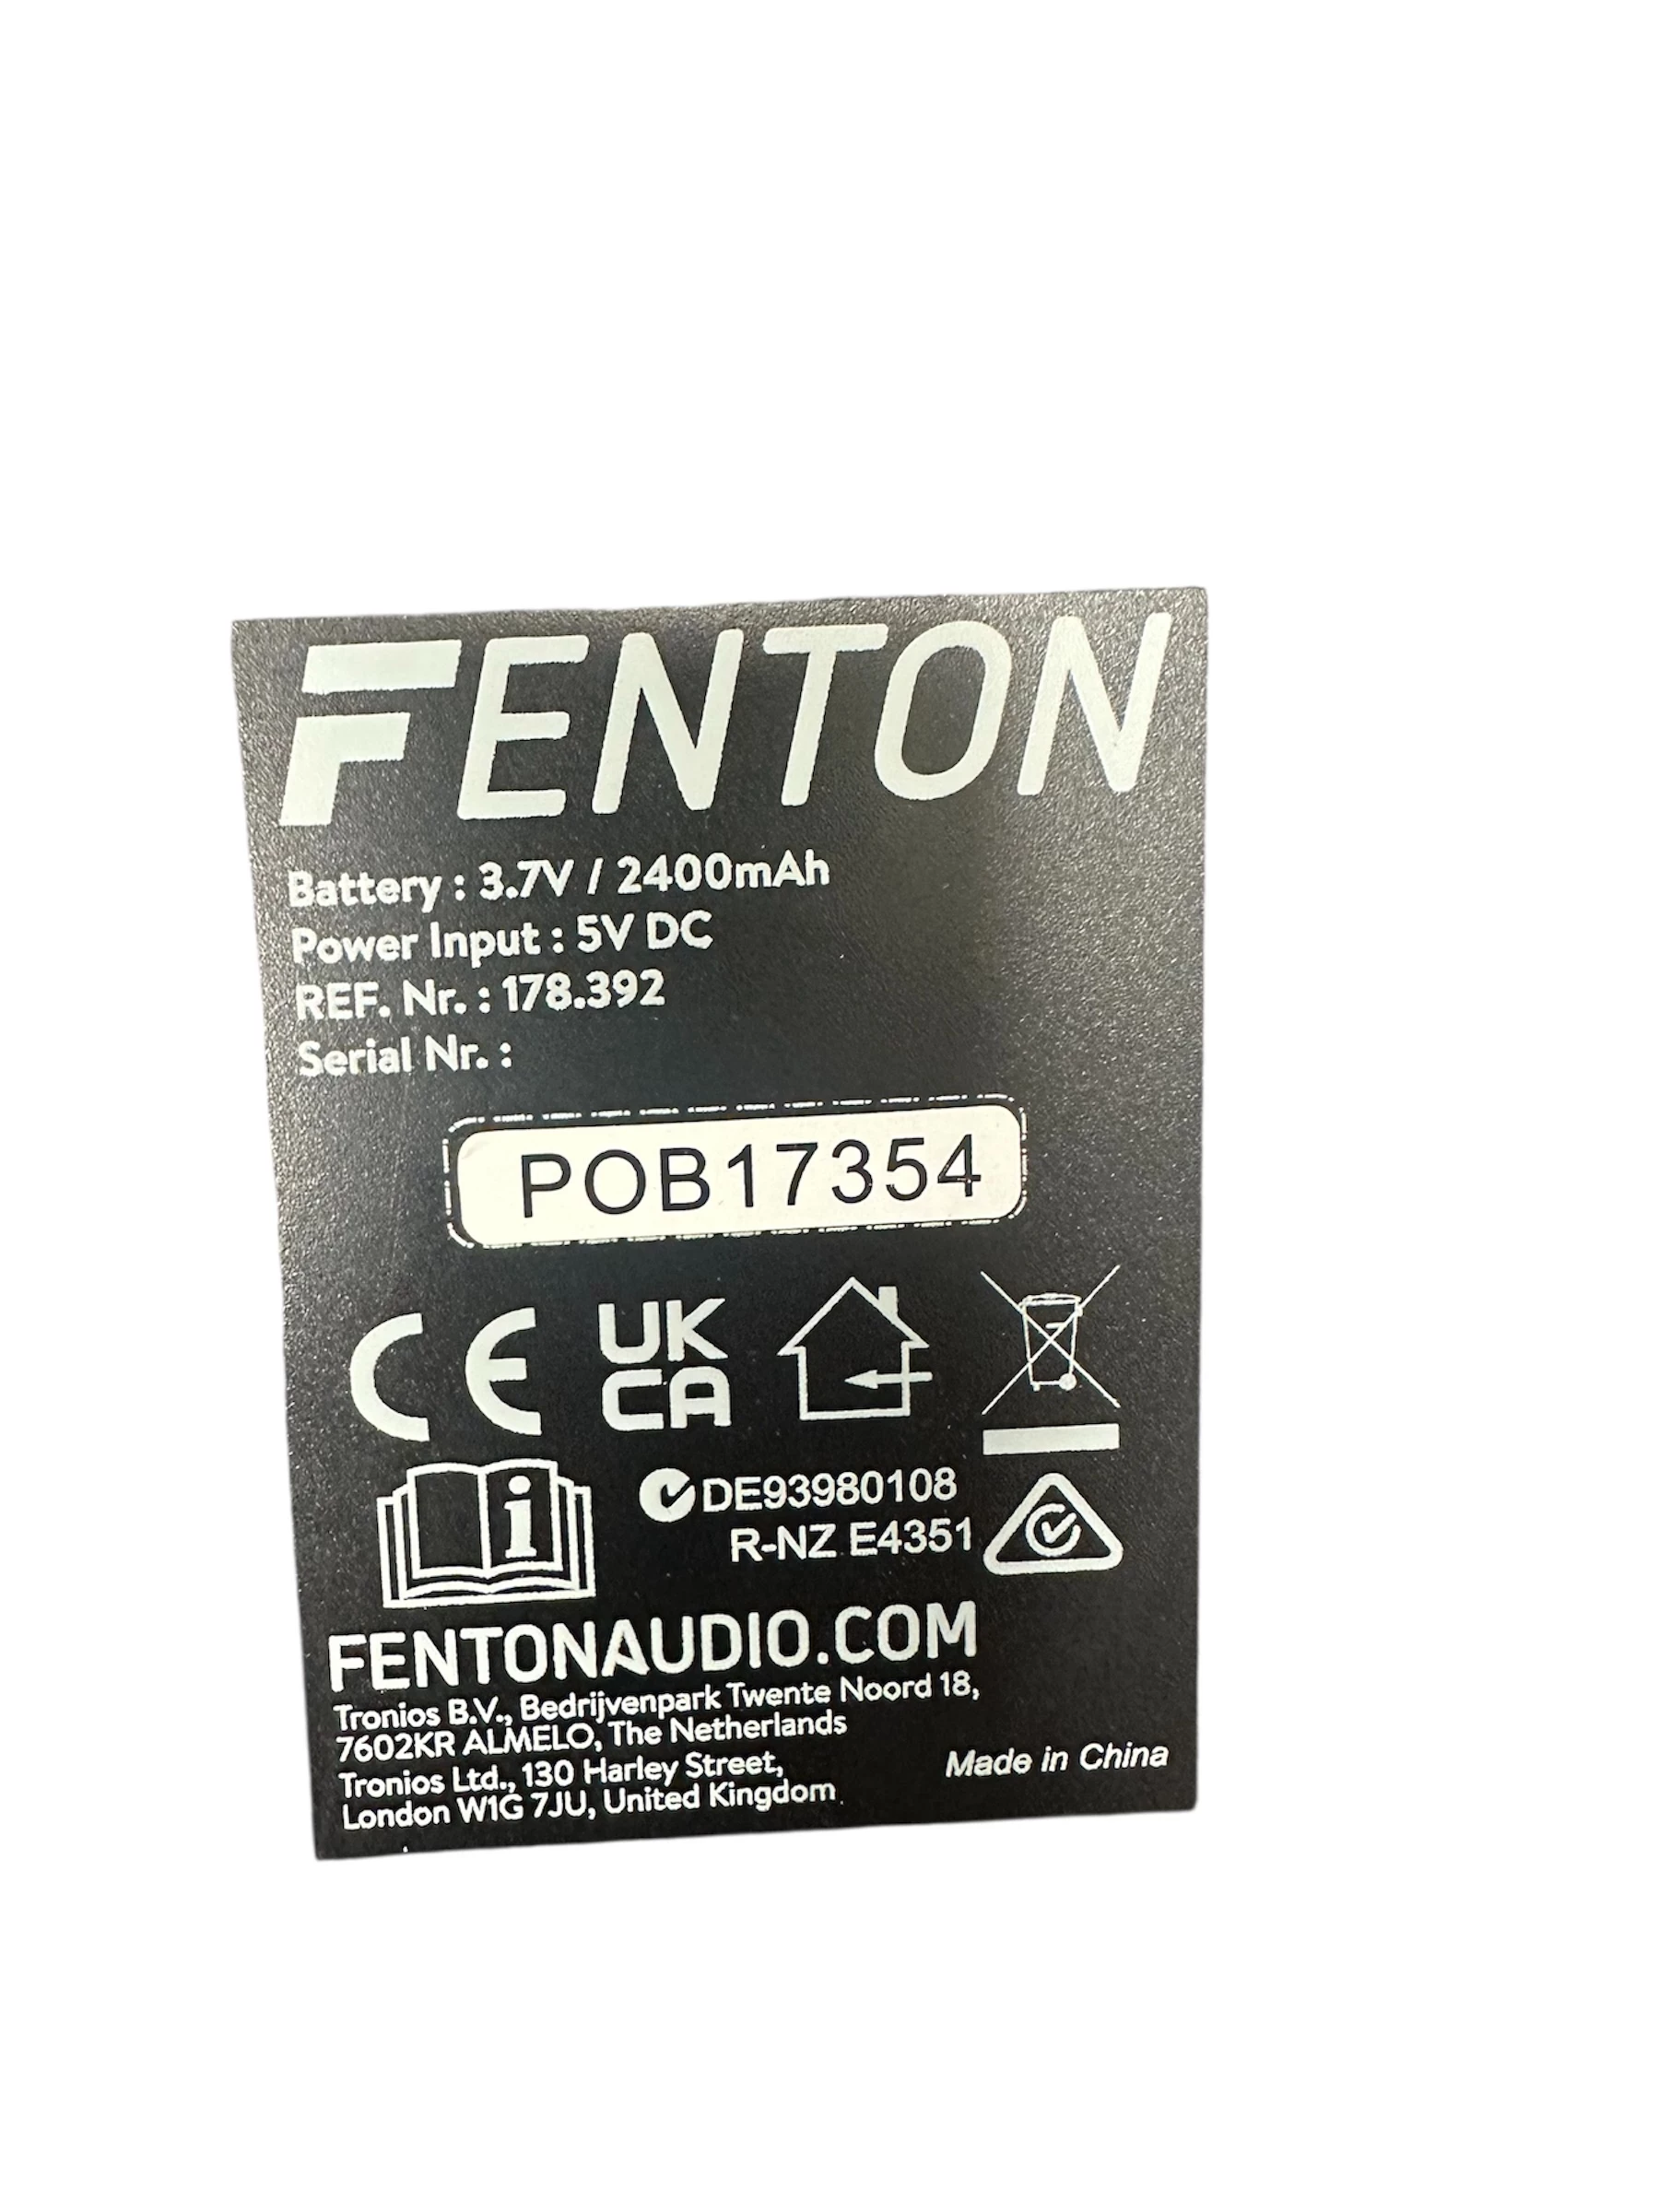 FENTON
Battery : 3.7V / 2400mAh
Power Input : 5V DC
REF. Nr. : 178.392
Serial Nr. :
POB17354
CE UK CA
DE93980108
R-NZ E4351
FENTONAUDIO.COM
Tronios B.V., Bedrijvenpark Twente Noord 18,
7602KR ALMELO, The Netherlands
Tronios Ltd., 130 Harley Street,
London W1G 7JU, United Kingdom
Made in China